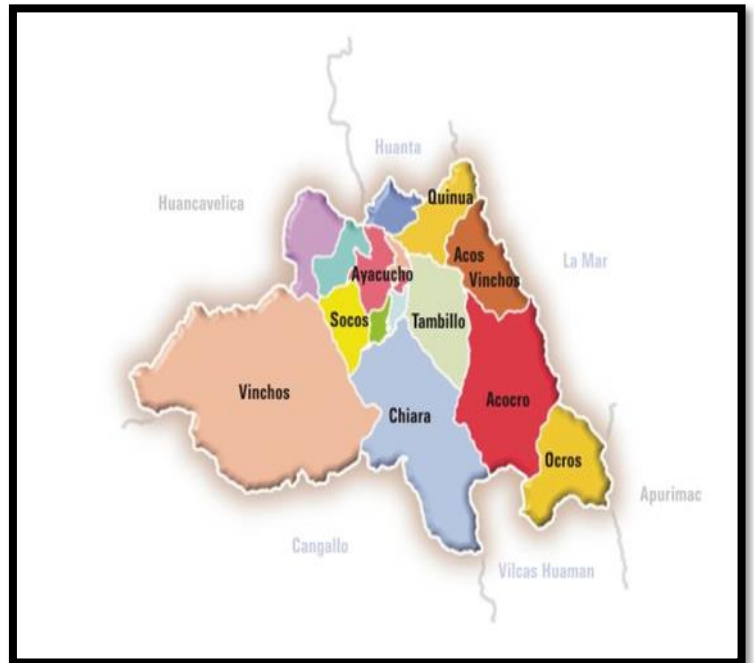 Huanta
Quinua
Huancavelica
Acos
Vinchos
La Mar
Ayacucho
Socos
Tambillo
Vinchos
Chiara
Acocro
Ocros
Apurimac
Cangallo
Vilcas Huaman